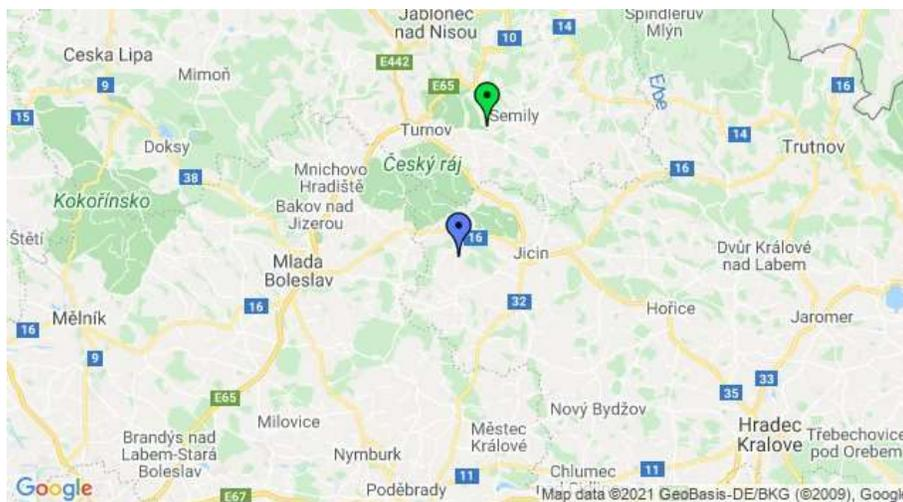 Jablonec
nad Nisou
Špindlerův
Mlýn
14
10
Ceska Lipa
E442
Mimoň
9
E65
16
15
Semily
Turnov
E/be
14
Doksy
Trutnov
Český ráj
16
Mnichovo
Hradiště
38
Kokořínsko
Bakov nad
Jizerou
Štětí
16
Jicin
Dvůr Králové
nad Labem
Mlada
Boleslav
32
16
Hořice
Mělník
Jaromer
16
9
33
35
E65
Nový Bydžov
Milovice
Hradec
Kralove
Městec
Králové
Třebechovice
pod Orebem
Brandýs nad
Labem-Stará
Boleslav
Nymburk
11
Chlumec
11
Google
E67
Poděbrady
Map data ©2021 GeoBasis-DE/BKG (©2009), Googl